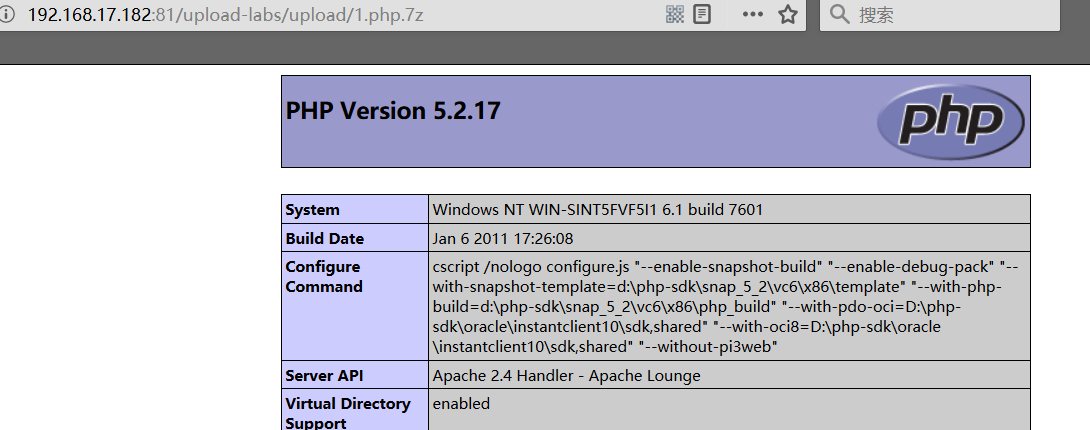 192.168.17.182:81/upload-labs/upload/1.php.7z
搜索
PHP Version 5.2.17
php
System
Windows NT WIN-SINT5FVF5I1 6.1 build 7601
Build Date
Jan 6 2011 17:26:08
Configure
Command
cscript /nologo configure.js "--enable-snapshot-build" "--enable-debug-pack" "--
with-snapshot-template=d:\php-sdk\snap_5_2\vc6\x86\template" "--with-php-
build=d:\php-sdk\snap_5_2\vc6\x86\php_build" "--with-pdo-oci=D:\php-
sdk\oracle\instantclient10\sdk,shared" "--with-oci8=D:\php-sdk\oracle
\instantclient10\sdk,shared" "--without-pi3web"
Server API
Apache 2.4 Handler - Apache Lounge
Virtual Directory
Support
enabled